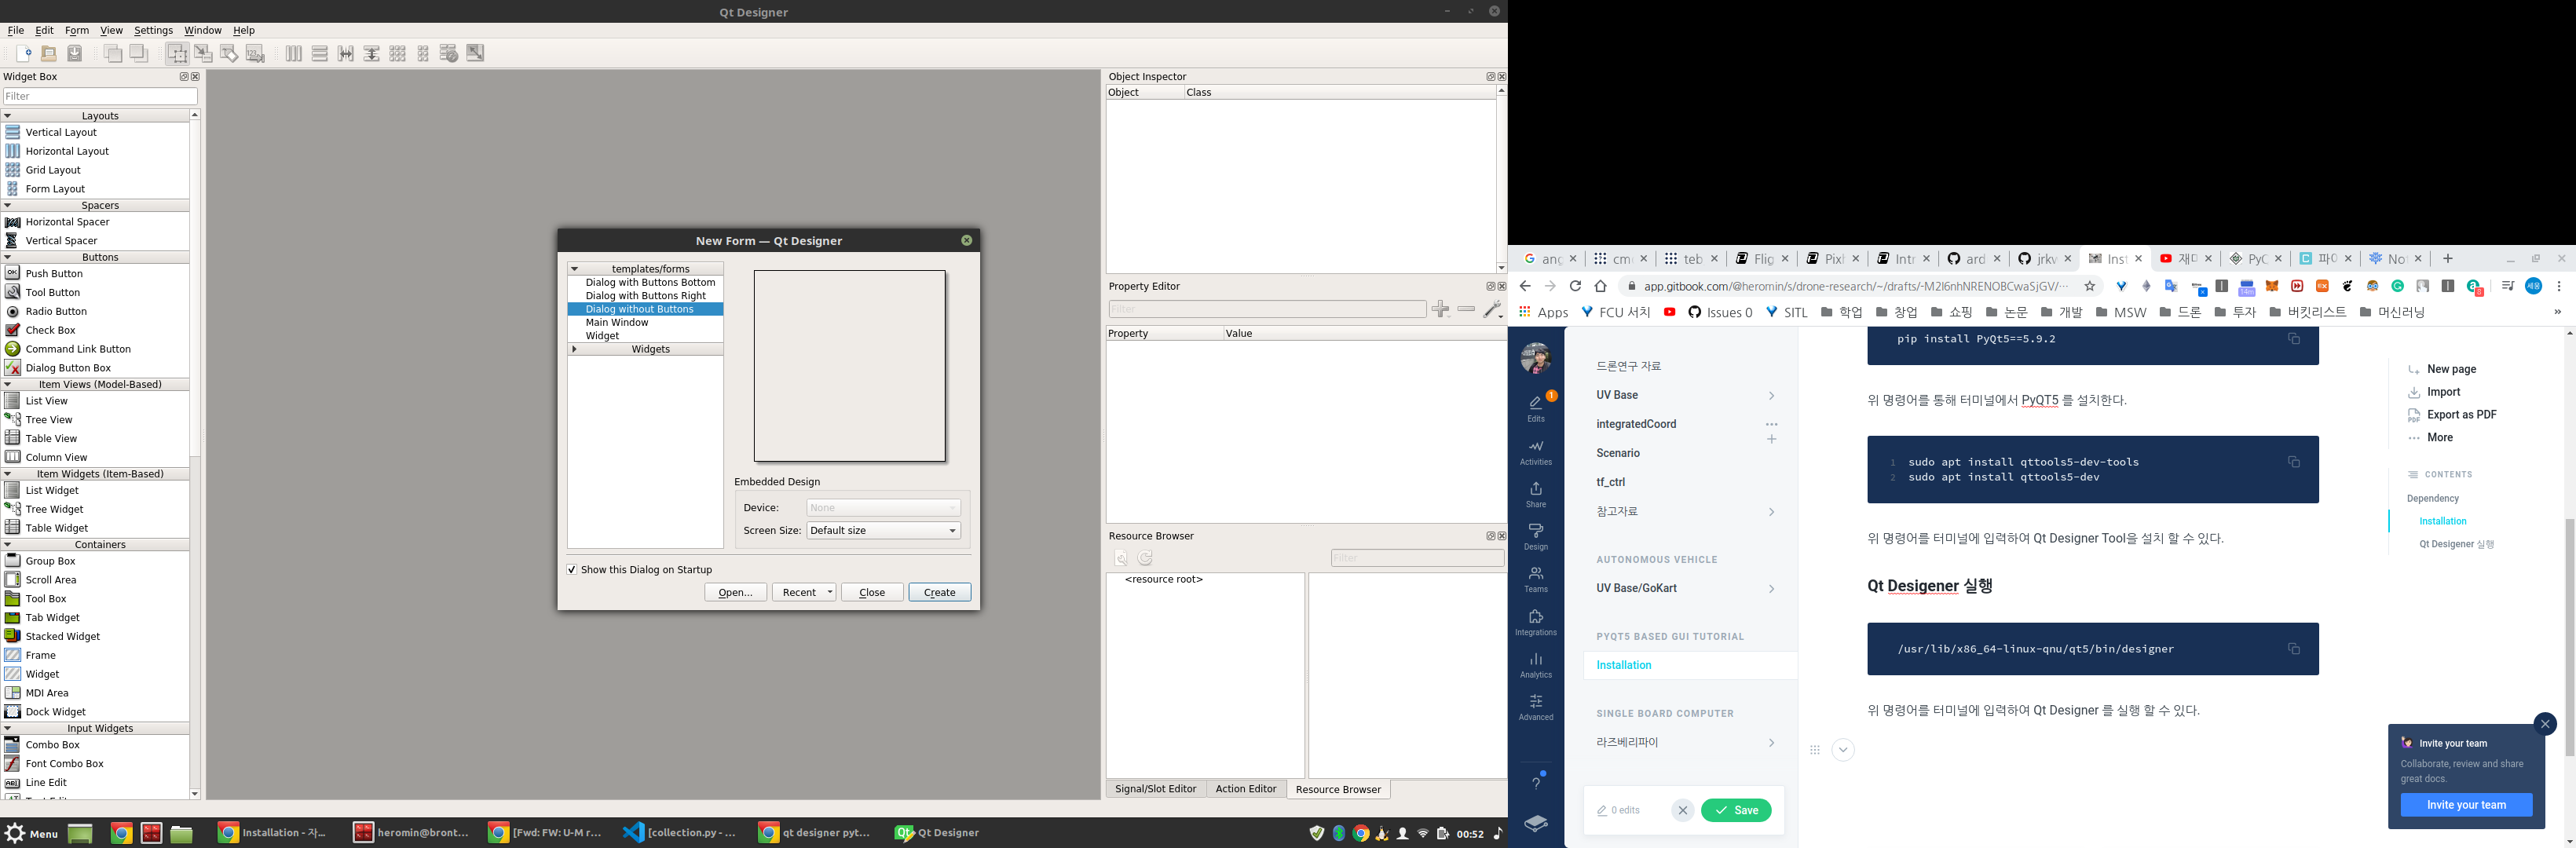 Qt Designer
File Edit Form View Settings Window Help
Widget Box
Filter
Layouts
Vertical Layout
Horizontal Layout
Grid Layout
Form Layout
Spacers
Horizontal Spacer
Vertical Spacer
Buttons
Push Button
Tool Button
Radio Button
Check Box
Command Link Button
Dialog Button Box
Item Views (Model-Based)
List View
Tree View
Table View
Column View
Item Widgets (Item-Based)
List Widget
Tree Widget
Table Widget
Containers
Group Box
Scroll Area
Tool Box
Tab Widget
Stacked Widget
Frame
Widget
MDI Area
Dock Widget
Input Widgets
Combo Box
Font Combo Box
Line Edit
New Form — Qt Designer
templates/forms
Dialog with Buttons Bottom
Dialog with Buttons Right
Dialog without Buttons
Main Window
Widget
Widgets
Embedded Design
Device: None
Screen Size: Default size
Show this Dialog on Startup
Open... Recent Close Create
Object Inspector
Object Class
Property Editor
Filter
Property Value
Resource Browser
Filter
<resource root>
Signal/Slot Editor Action Editor Resource Browser
Menu
Installation - 자...
heromin@bront...
[Fwd: FW: U-M r...
[collection.py - ...
qt designer pyt...
Qt Designer
00:52
ang cm teb Flig Pixh Intr ard jrkv Inst 재미 PyC 파이 No
app.gitbook.com/@heromin/s/drone-research/~/drafts/-M2I6nhNRENOBCwaSjGV/···
Apps FCU 서치 Issues 0 SITL 학업 창업 쇼핑 논문 개발 MSW 드론 투자 버킷리스트 머신러닝 »
Edits
Activities
Share
Design
Teams
Integrations
Analytics
Advanced
드론연구 자료
UV Base
integratedCoord
Scenario
tf_ctrl
참고자료
AUTONOMOUS VEHICLE
UV Base/GoKart
PYQT5 BASED GUI TUTORIAL
Installation
SINGLE BOARD COMPUTER
라즈베리파이
0 edits
Save
pip install PyQt5==5.9.2
위 명령어를 통해 터미널에서 PyQT5 를 설치한다.
1 sudo apt install qttools5-dev-tools
2 sudo apt install qttools5-dev
위 명령어를 터미널에 입력하여 Qt Designer Tool을 설치 할 수 있다.
Qt Desigener 실행
/usr/lib/x86_64-linux-qnu/qt5/bin/designer
위 명령어를 터미널에 입력하여 Qt Designer 를 실행 할 수 있다.
New page
Import
Export as PDF
More
CONTENTS
Dependency
Installation
Qt Desigener 실행
Invite your team
Collaborate, review and share
great docs.
Invite your team